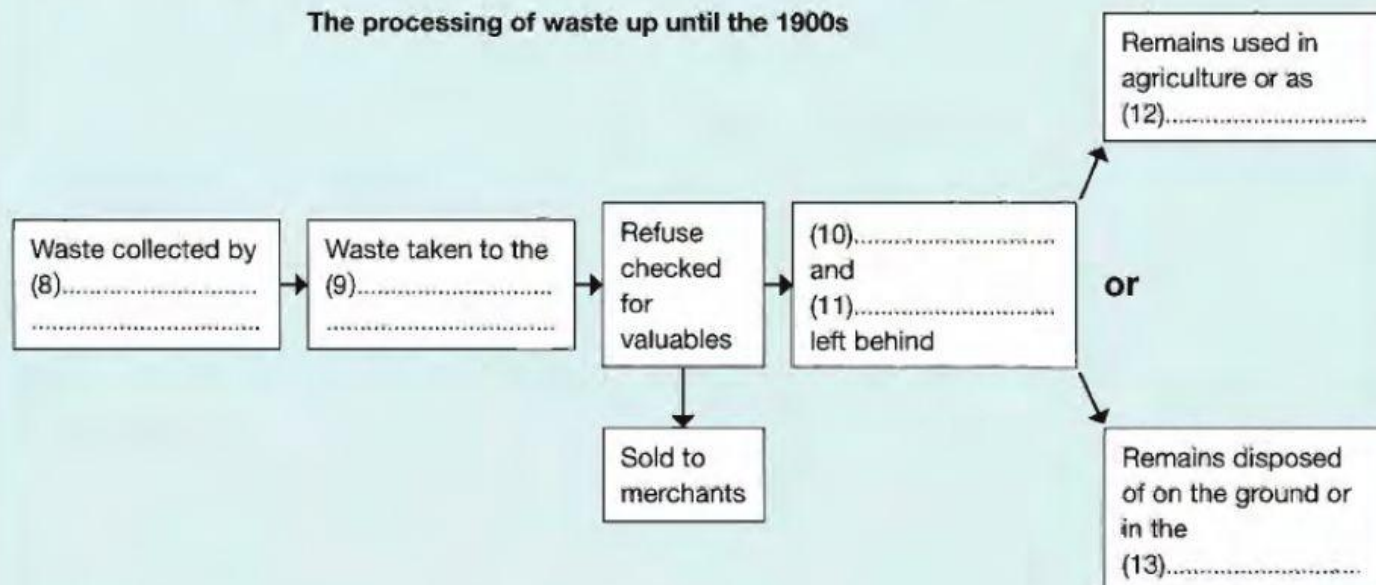 The processing of waste up until the 1900s
Remains used in
agriculture or as
(12)..............................
Waste collected by
(8)..............................
...................................
Waste taken to the
(9)..............................
...................................
Refuse
checked
for
valuables
(10)..............................
and
(11)..............................
left behind
or
Sold to
merchants
Remains disposed
of on the ground or
in the
(13)..............................